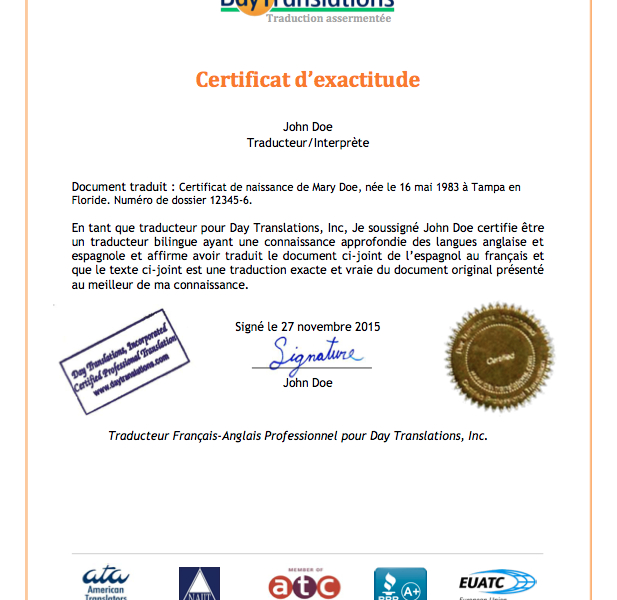 DayTranslations
Traduction assermentée
Certificat d’exactitude
John Doe
Traducteur/Interprète
Document traduit : Certificat de naissance de Mary Doe, née le 16 mai 1983 à Tampa en
Floride. Numéro de dossier 12345-6.
En tant que traducteur pour Day Translations, Inc, Je soussigné John Doe certifie être
un traducteur bilingue ayant une connaissance approfondie des langues anglaise et
espagnole et affirme avoir traduit le document ci-joint de l’espagnol au français et
que le texte ci-joint est une traduction exacte et vraie du document original présenté
au meilleur de ma connaissance.
Day Translations, Incorporated
Certified Professional Translation
www.daytranslations.com
Signé le 27 novembre 2015
Signature
John Doe
Certified
Traducteur Français-Anglais Professionnel pour Day Translations, Inc.
ata
American
Translators
NAJIT
MEMBER OF
atc
BBB
A+
EUATC
European Union